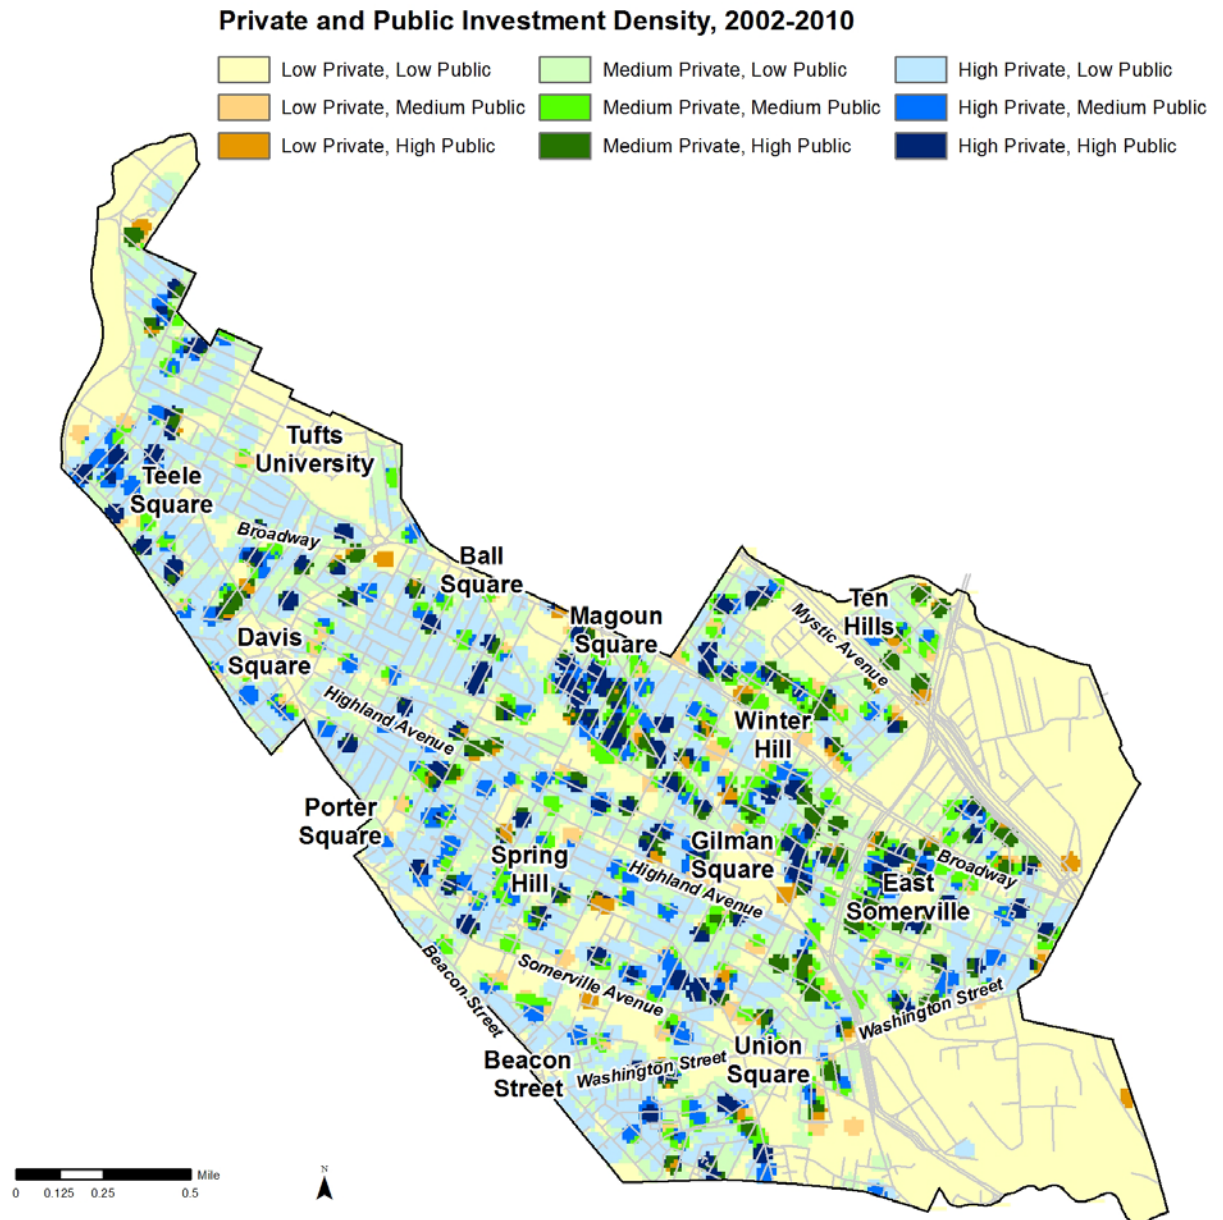 Private and Public Investment Density, 2002-2010
Low Private, Low Public
Medium Private, Low Public
High Private, Low Public
Low Private, Medium Public
Medium Private, Medium Public
High Private, Medium Public
Low Private, High Public
Medium Private, High Public
High Private, High Public
Tufts
University
Teele
Square
Broadway
Ball
Square
Ten
Hills
Magoun
Square
Mystic Avenue
Davis
Square
Highland Avenue
Winter
Hill
Porter
Square
Gilman
Square
Spring
Hill
Broadway
Highland Avenue
East
Somerville
Beacon Street
Somerville Avenue
Washington Street
Union
Square
Beacon
Street
Washington Street
Mile
0 0.125 0.25 0.5
N